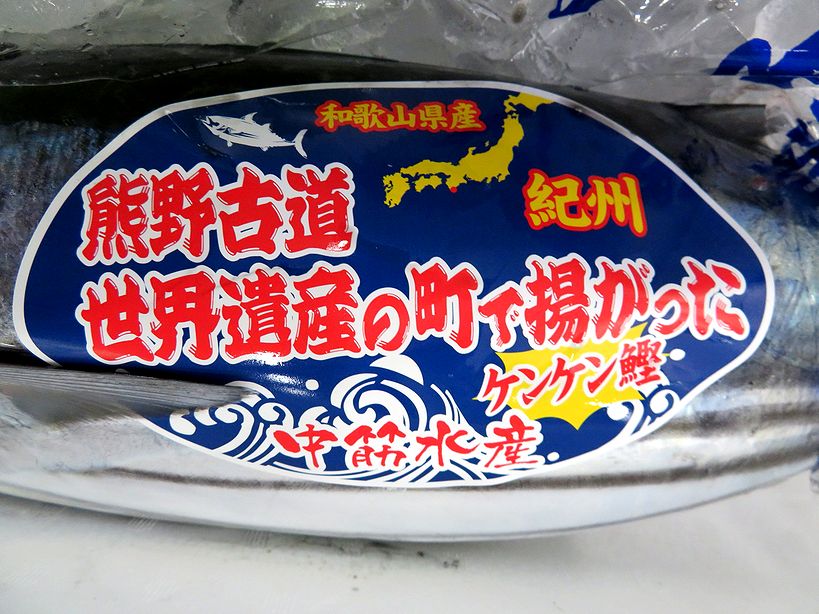 和歌山県産
紀州
熊野古道
世界遺産の町で揚がった
ケンケン鰹
中筋水産